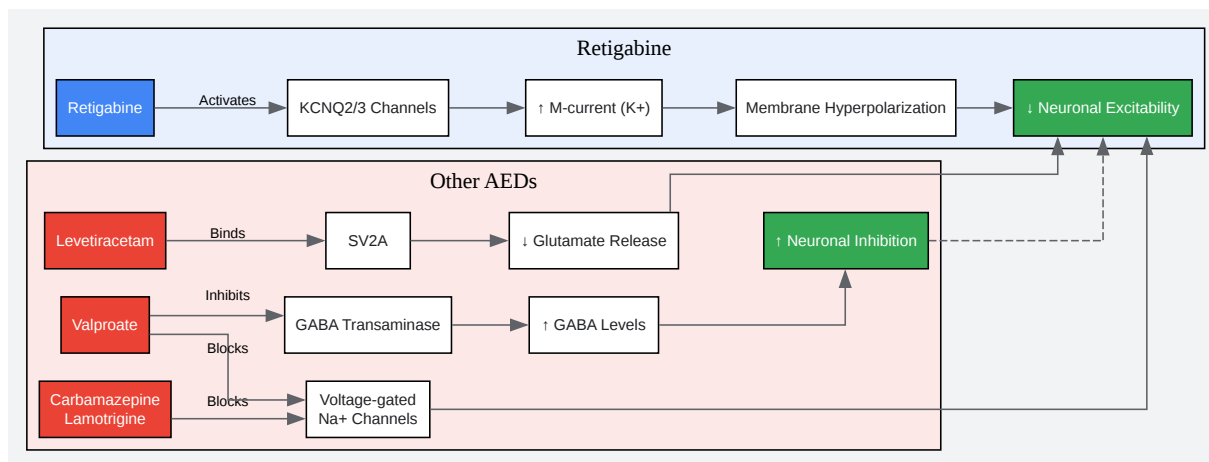 Retigabine
Retigabine
Activates
KCNQ2/3 Channels
↑ M-current (K+)
Membrane Hyperpolarization
↓ Neuronal Excitability
Other AEDs
Levetiracetam
Binds
SV2A
↓ Glutamate Release
↑ Neuronal Inhibition
Valproate
Inhibits
GABA Transaminase
↑ GABA Levels
Blocks
Carbamazepine
Lamotrigine
Blocks
Voltage-gated
Na+ Channels